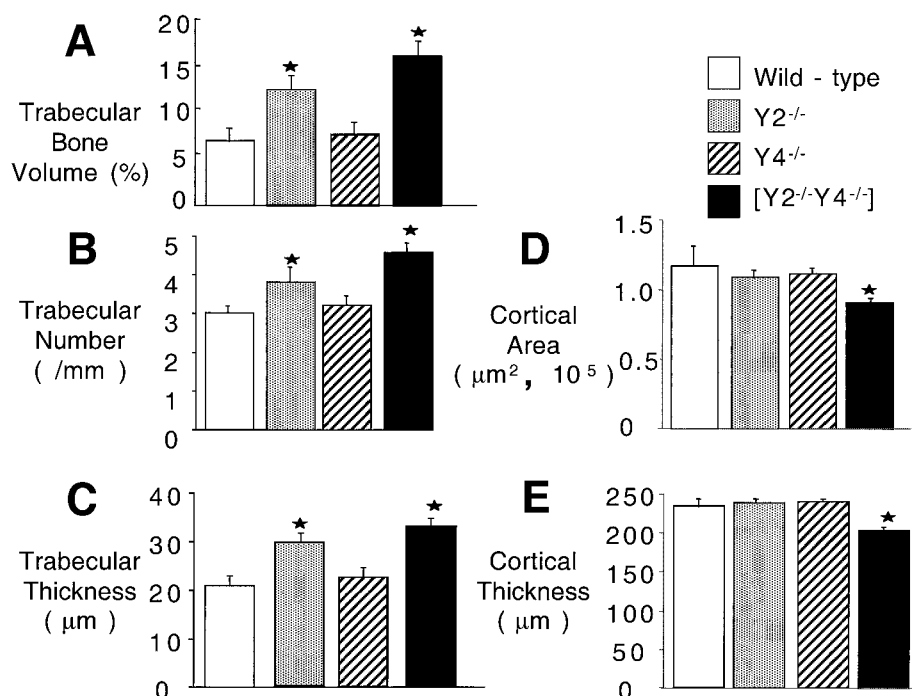 A
Trabecular
Bone
Volume (%)
20
15
10
5
0
★
★
Wild - type
Y2⁻/⁻
Y4⁻/⁻
[Y2⁻/⁻Y4⁻/⁻]
B
Trabecular
Number
( /mm )
5
4
3
2
1
0
★
★
D
Cortical
Area
( μm², 10⁵)
1.5
1.0
0.5
0
★
C
Trabecular
Thickness
( μm )
40
30
20
10
0
★
★
E
Cortical
Thickness
( μm )
250
200
150
100
50
0
★